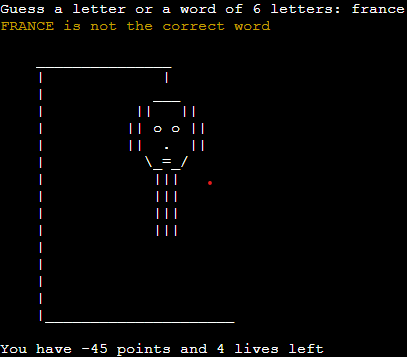 Guess a letter or a word of 6 letters: france
FRANCE is not the correct word
You have -45 points and 4 lives left